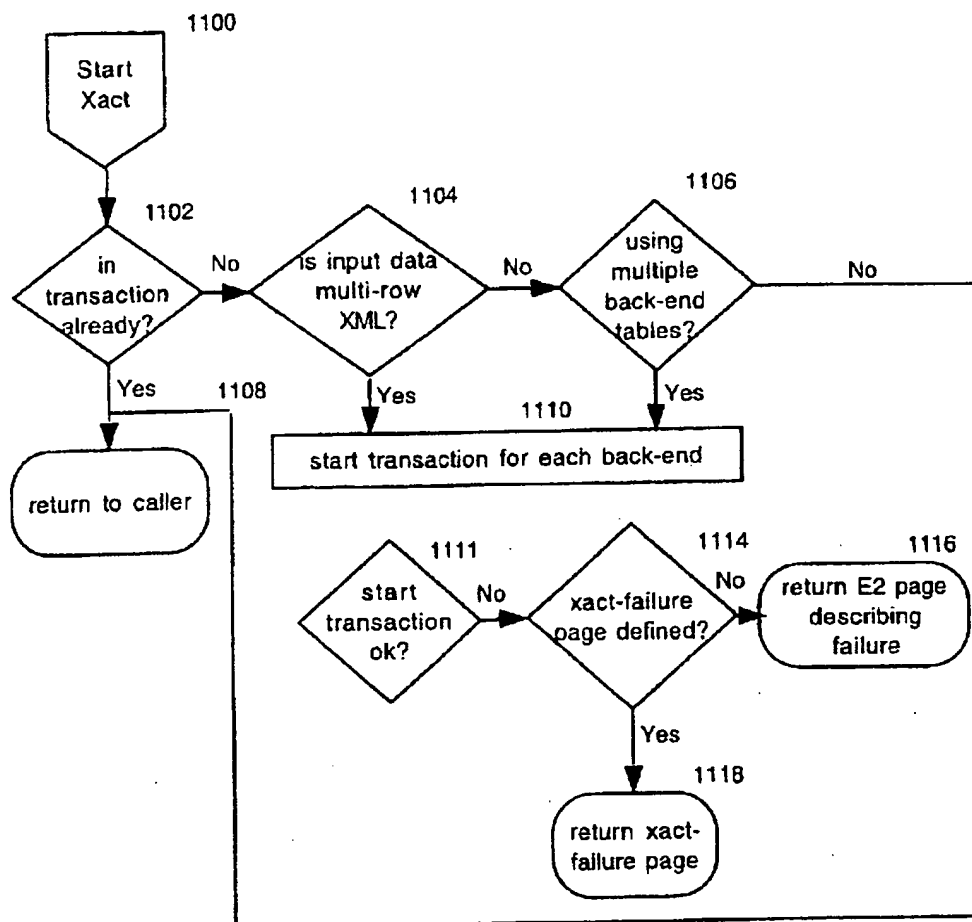 1100
Start
Xact
1102
in
transaction
already?
No
1104
is input data
multi-row
XML?
No
1106
using
multiple
back-end
tables?
No
Yes
1108
return to caller
Yes
Yes
1110
start transaction for each back-end
1111
start
transaction
ok?
No
1114
xact-failure
page defined?
No
1116
return E2 page
describing
failure
Yes
1118
return xact-
failure page